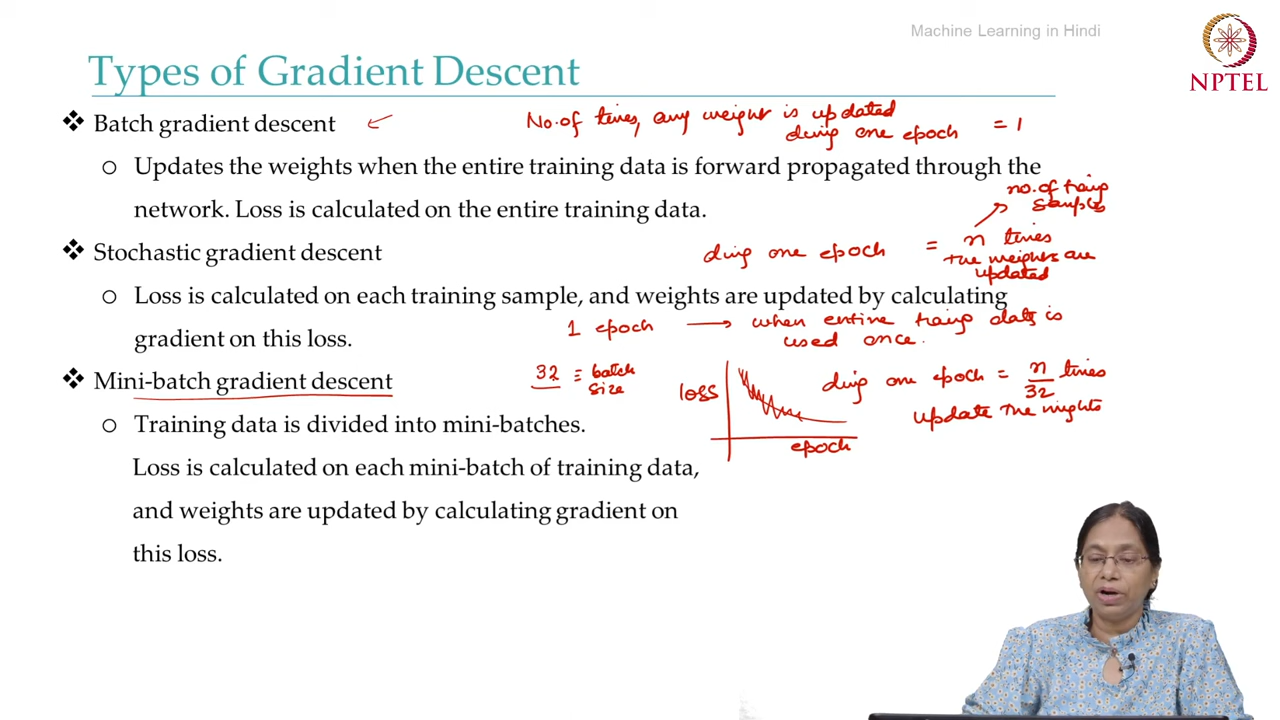 Machine Learning in Hindi
NPTEL
Types of Gradient Descent
❖ Batch gradient descent
No. of times, any weight is updated
during one epoch = 1
○ Updates the weights when the entire training data is forward propagated through the
network. Loss is calculated on the entire training data.
no. of traing
samples
❖ Stochastic gradient descent
during one epoch = n times
the weights are
updated
○ Loss is calculated on each training sample, and weights are updated by calculating
gradient on this loss.
1 epoch → when entire traing data is
used once.
❖ Mini-batch gradient descent
32 ≡ batch
size
loss
epoch
during one epoch = n/32 times
update the wights
○ Training data is divided into mini-batches.
Loss is calculated on each mini-batch of training data,
and weights are updated by calculating gradient on
this loss.